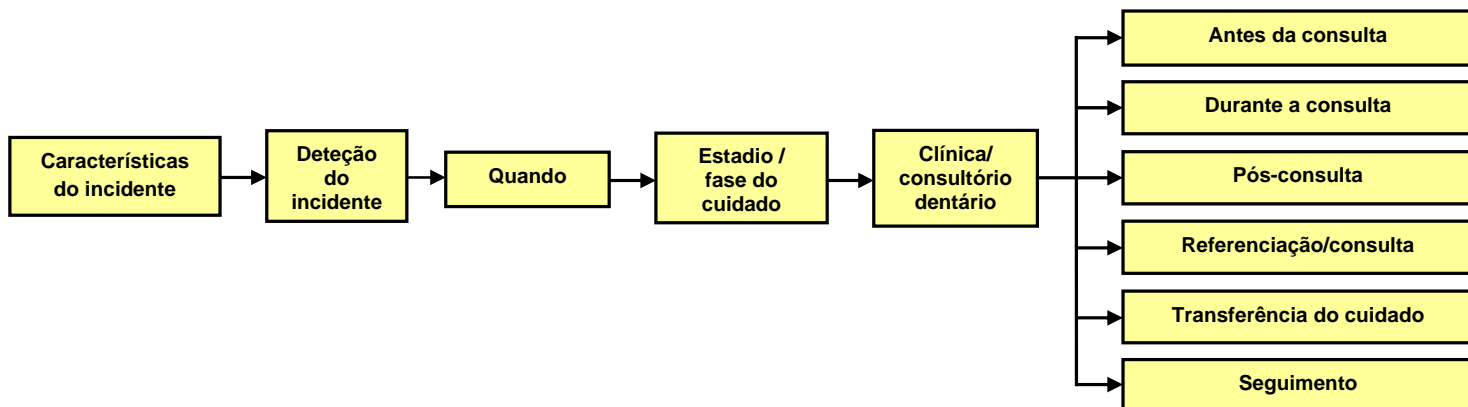 Características
do incidente
Deteção
do
incidente
Quando
Estadio /
fase do
cuidado
Clínica/
consultório
dentário
Antes da consulta
Durante a consulta
Pós-consulta
Referenciação/consulta
Transferência do cuidado
Seguimento